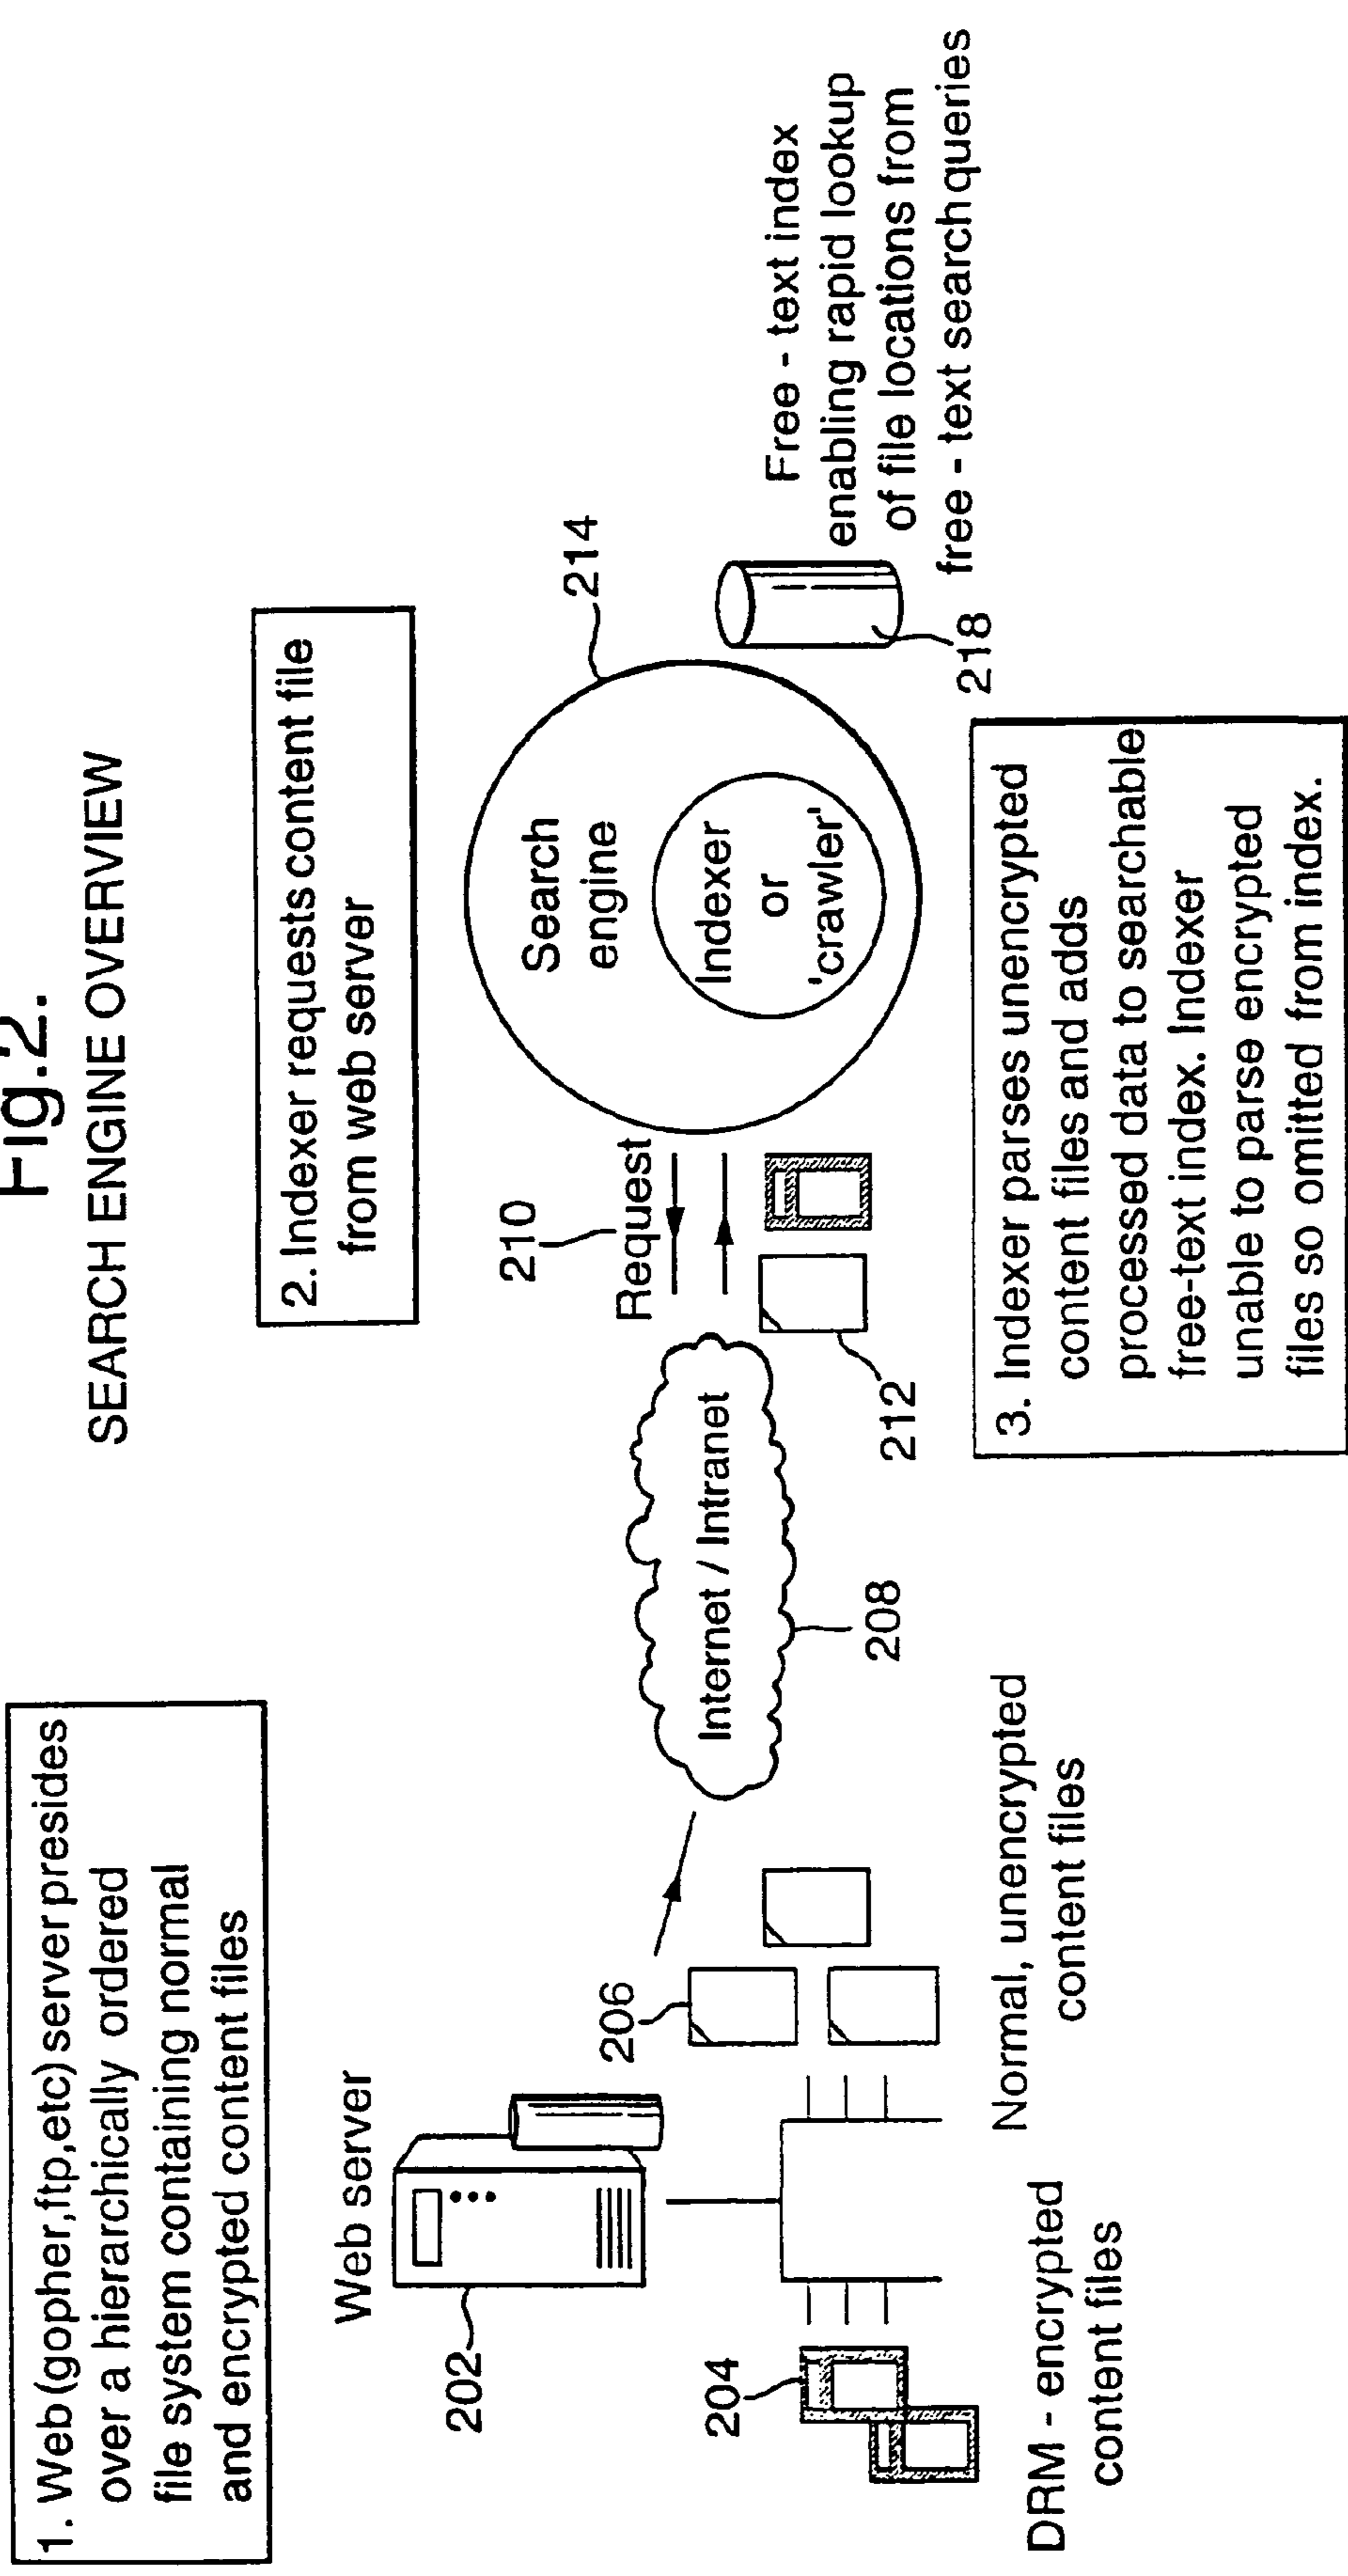 Fig.2.
SEARCH ENGINE OVERVIEW
1. Web (gopher,ftp,etc) server presides
over a hierarchically ordered
file system containing normal
and encrypted content files
2. Indexer requests content file
from web server
Web server
202
204
DRM - encrypted
content files
206
Normal, unencrypted
content files
Internet / Intranet
208
210
Request
212
Search
engine
Indexer
or
'crawler'
214
218
Free - text index
enabling rapid lookup
of file locations from
free - text search queries
3. Indexer parses unencrypted
content files and adds
processed data to searchable
free-text index. Indexer
unable to parse encrypted
files so omitted from index.